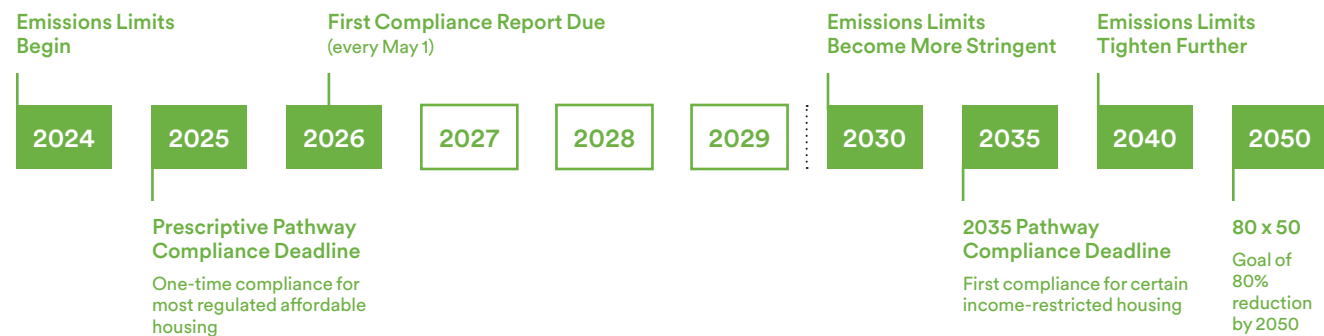 Emissions Limits
Begin
First Compliance Report Due
(every May 1)
Emissions Limits
Become More Stringent
Emissions Limits
Tighten Further
2024
2025
2026
2027
2028
2029
2030
2035
2040
2050
Prescriptive Pathway
Compliance Deadline
One-time compliance for
most regulated affordable
housing
2035 Pathway
Compliance Deadline
First compliance for certain
income-restricted housing
80 x 50
Goal of
80%
reduction
by 2050